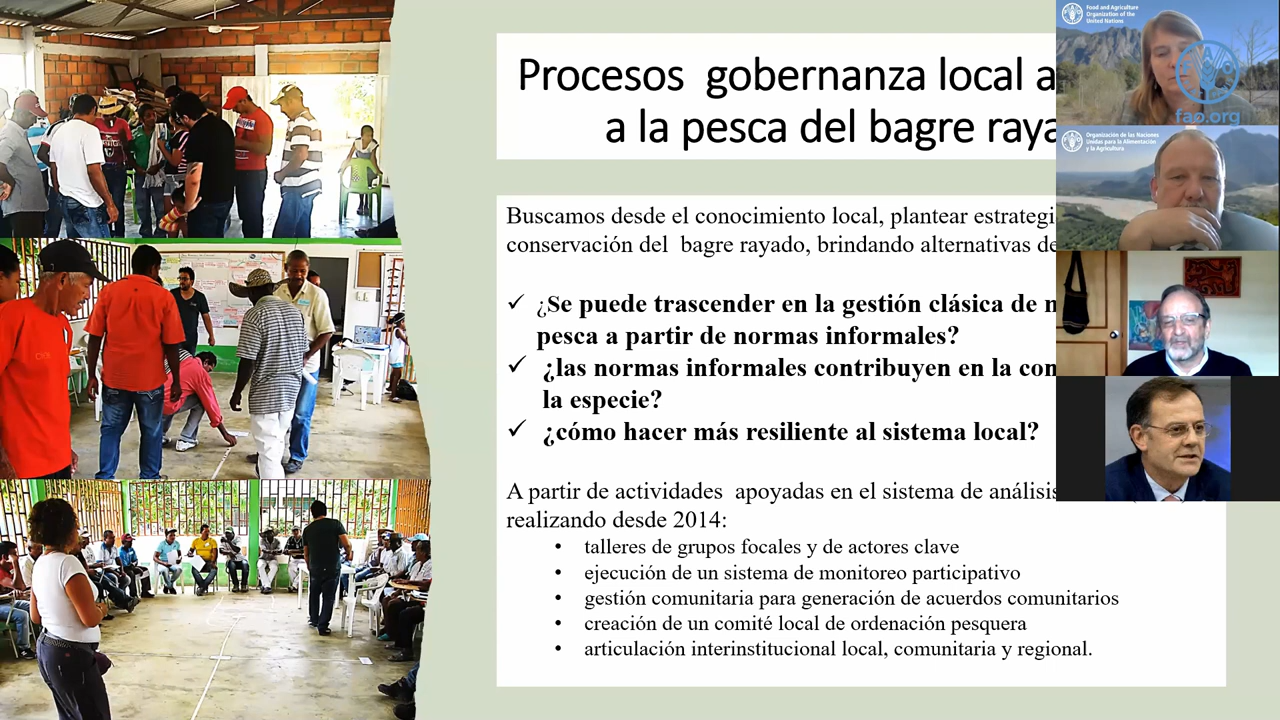 Procesos gobernanza local a
a la pesca del bagre raya
Buscamos desde el conocimiento local, plantear estrategi
conservación del bagre rayado, brindando alternativas de
✓ ¿Se puede trascender en la gestión clásica de
pesca a partir de normas informales?
✓ ¿las normas informales contribuyen en la con
la especie?
✓ ¿cómo hacer más resiliente al sistema local?
A partir de actividades apoyadas en el sistema de análisis
realizando desde 2014:
• talleres de grupos focales y de actores clave
• ejecución de un sistema de monitoreo participativo
• gestión comunitaria para generación de acuerdos comunitarios
• creación de un comité local de ordenación pesquera
• articulación interinstitucional local, comunitaria y regional.
Food and Agriculture
Organization of the
United Nations
fao.org
Organización de las Naciones
Unidas para la Alimentación
y la Agricultura